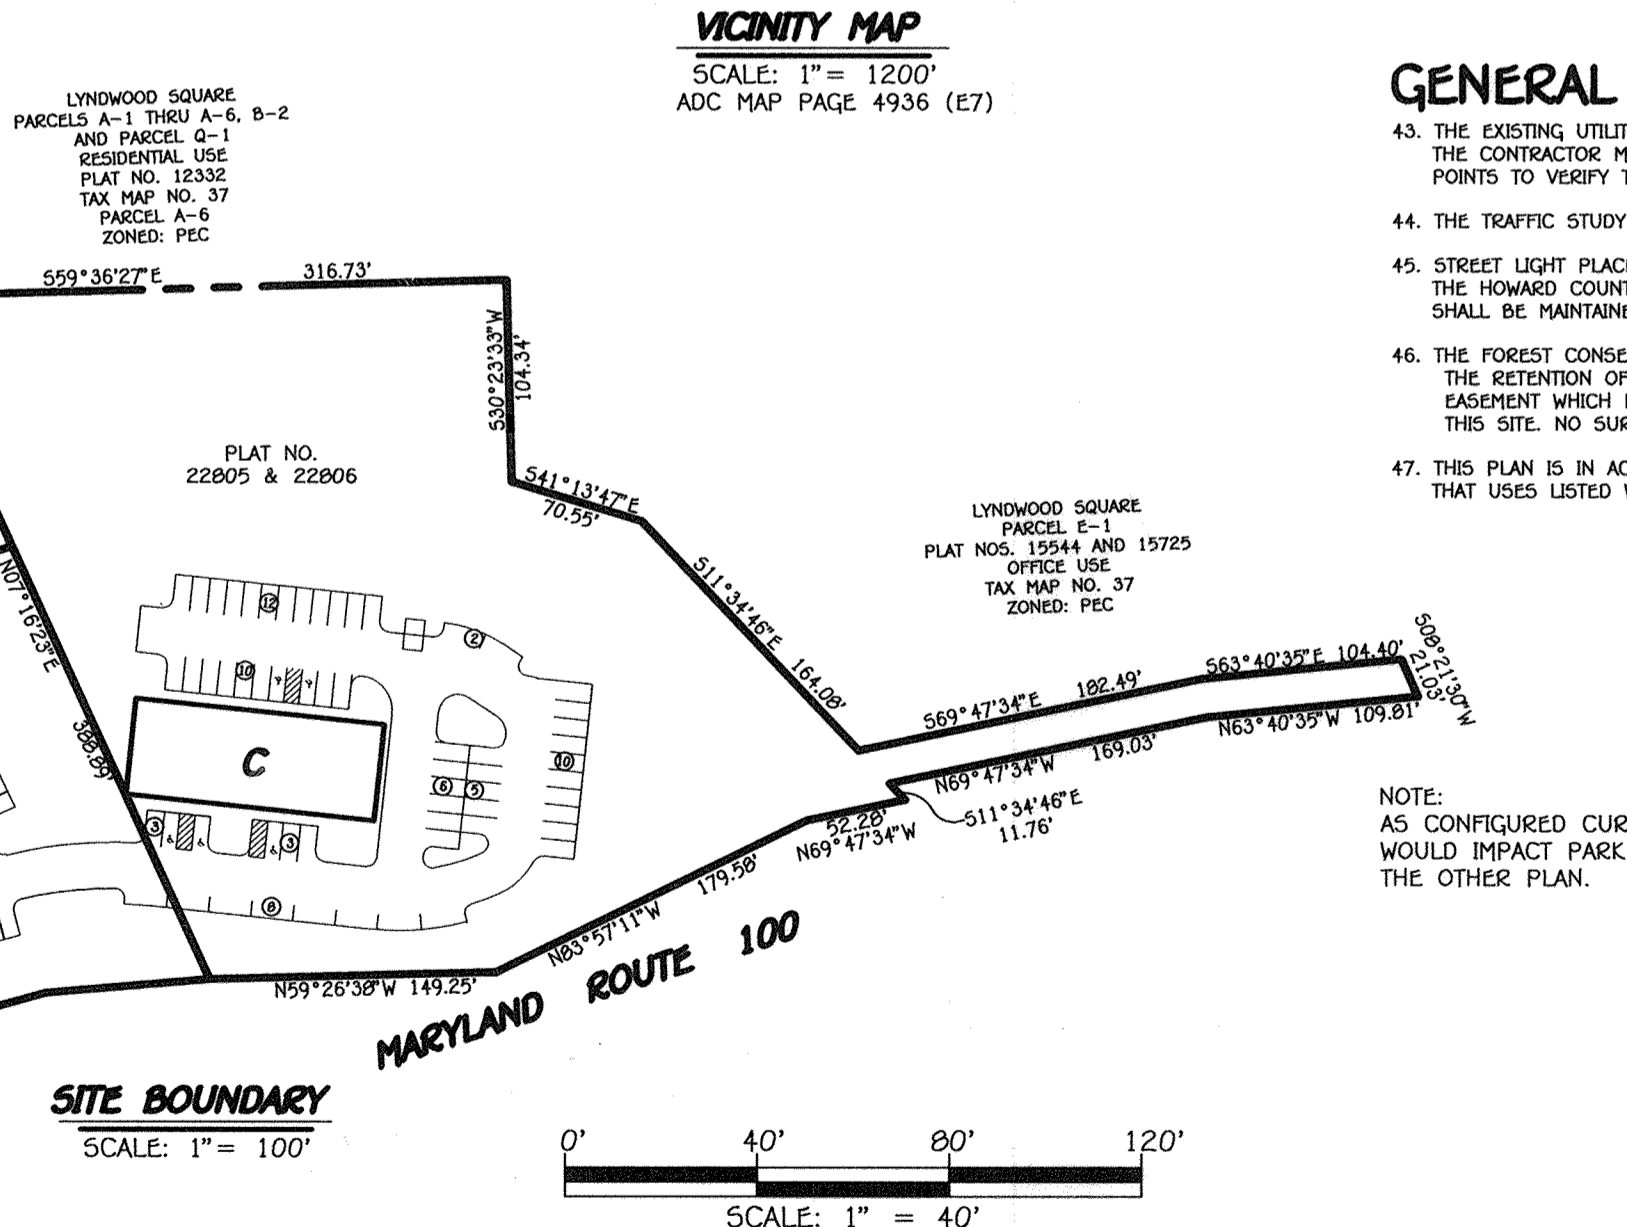 VICINITY MAP
SCALE: 1" = 1200'
ADC MAP PAGE 4936 (E7)
LYNDWOOD SQUARE
PARCELS A-1 THRU A-6, B-2
AND PARCEL Q-1
RESIDENTIAL USE
PLAT NO. 12332
TAX MAP NO. 37
PARCEL A-6
ZONED: PEC
GENERAL
43. THE EXISTING UTILIT
THE CONTRACTOR M
POINTS TO VERIFY T
44. THE TRAFFIC STUDY
45. STREET LIGHT PLAC
THE HOWARD COUNT
SHALL BE MAINTAINE
46. THE FOREST CONSE
THE RETENTION OF
EASEMENT WHICH
THIS SITE. NO SUR
47. THIS PLAN IS IN AC
THAT USES LISTED
S59°36'27"E
316.73'
S30°23'33"W
104.34'
PLAT NO.
22805 & 22806
S41°13'47"E
70.55'
S11°34'46"E
164.08'
LYNDWOOD SQUARE
PARCEL E-1
PLAT NOS. 15544 AND 15725
OFFICE USE
TAX MAP NO. 37
ZONED: PEC
S69°47'34"E 182.49'
S63°40'35"E 104.40'
S08°21'30"W
21.03'
N63°40'35"W 109.81'
N69°47'34"W 169.03'
S11°34'46"E
11.76'
52.28'
N69°47'34"W
N83°57'11"W 179.58'
N59°26'38"W 149.25'
N07°16'23"E
388.89'
12
2
10
C
10
6
5
3
3
8
MARYLAND ROUTE 100
NOTE:
AS CONFIGURED CUR
WOULD IMPACT PARK
THE OTHER PLAN.
SITE BOUNDARY
SCALE: 1" = 100'
0' 40' 80' 120'
SCALE: 1" = 40'